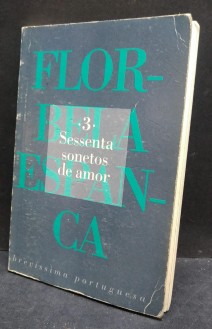 FLOR-
BELA
ESPAN-
CA
·3·
Sessenta
sonetos
de amor
brevíssima portuguesa